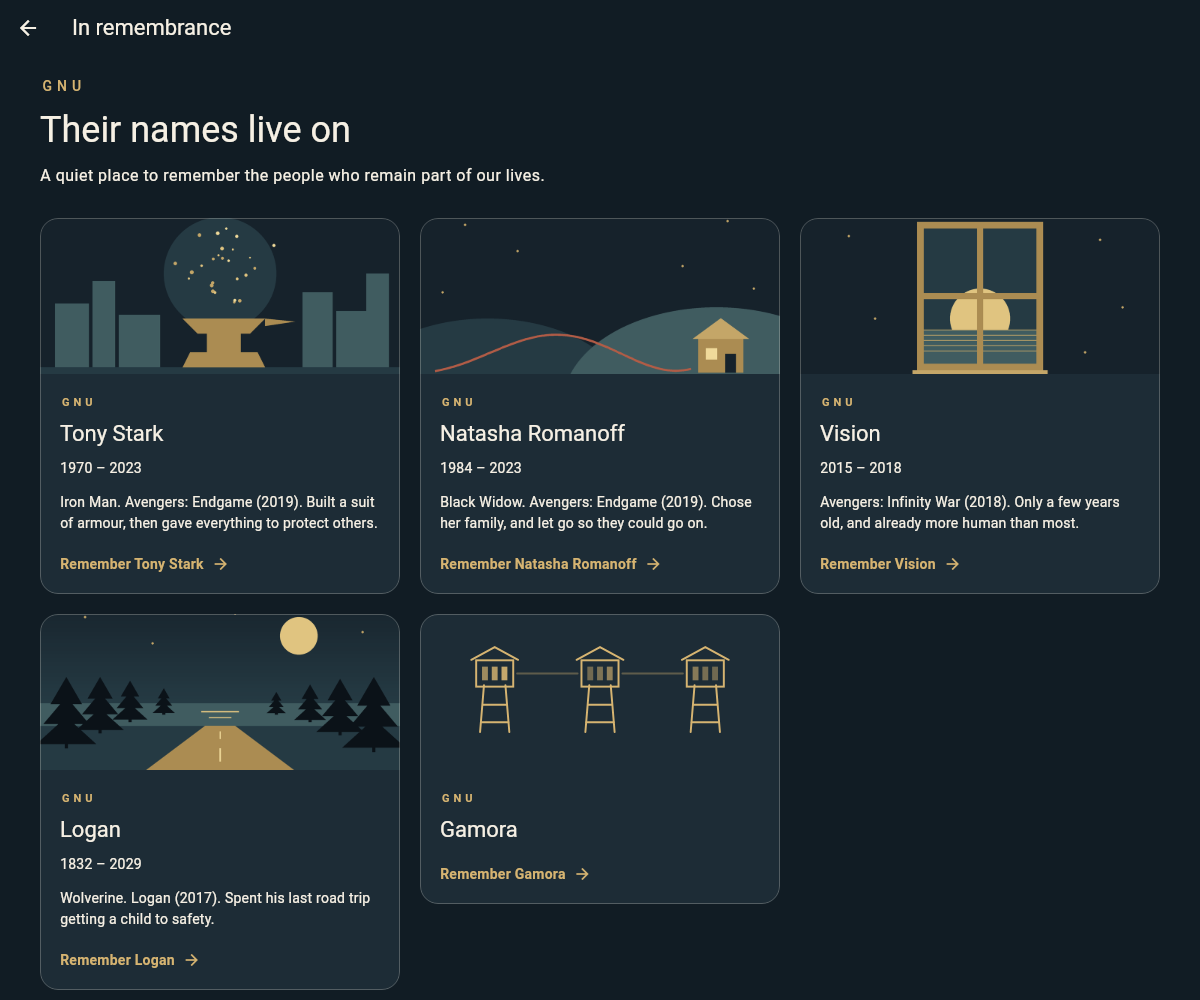 In remembrance
GNU
Their names live on
A quiet place to remember the people who remain part of our lives.
GNU
Tony Stark
1970 – 2023
Iron Man. Avengers: Endgame (2019). Built a suit
of armour, then gave everything to protect others.
Remember Tony Stark
GNU
Natasha Romanoff
1984 – 2023
Black Widow. Avengers: Endgame (2019). Chose
her family, and let go so they could go on.
Remember Natasha Romanoff
GNU
Vision
2015 – 2018
Avengers: Infinity War (2018). Only a few years
old, and already more human than most.
Remember Vision
GNU
Logan
1832 – 2029
Wolverine. Logan (2017). Spent his last road trip
getting a child to safety.
Remember Logan
GNU
Gamora
Remember Gamora